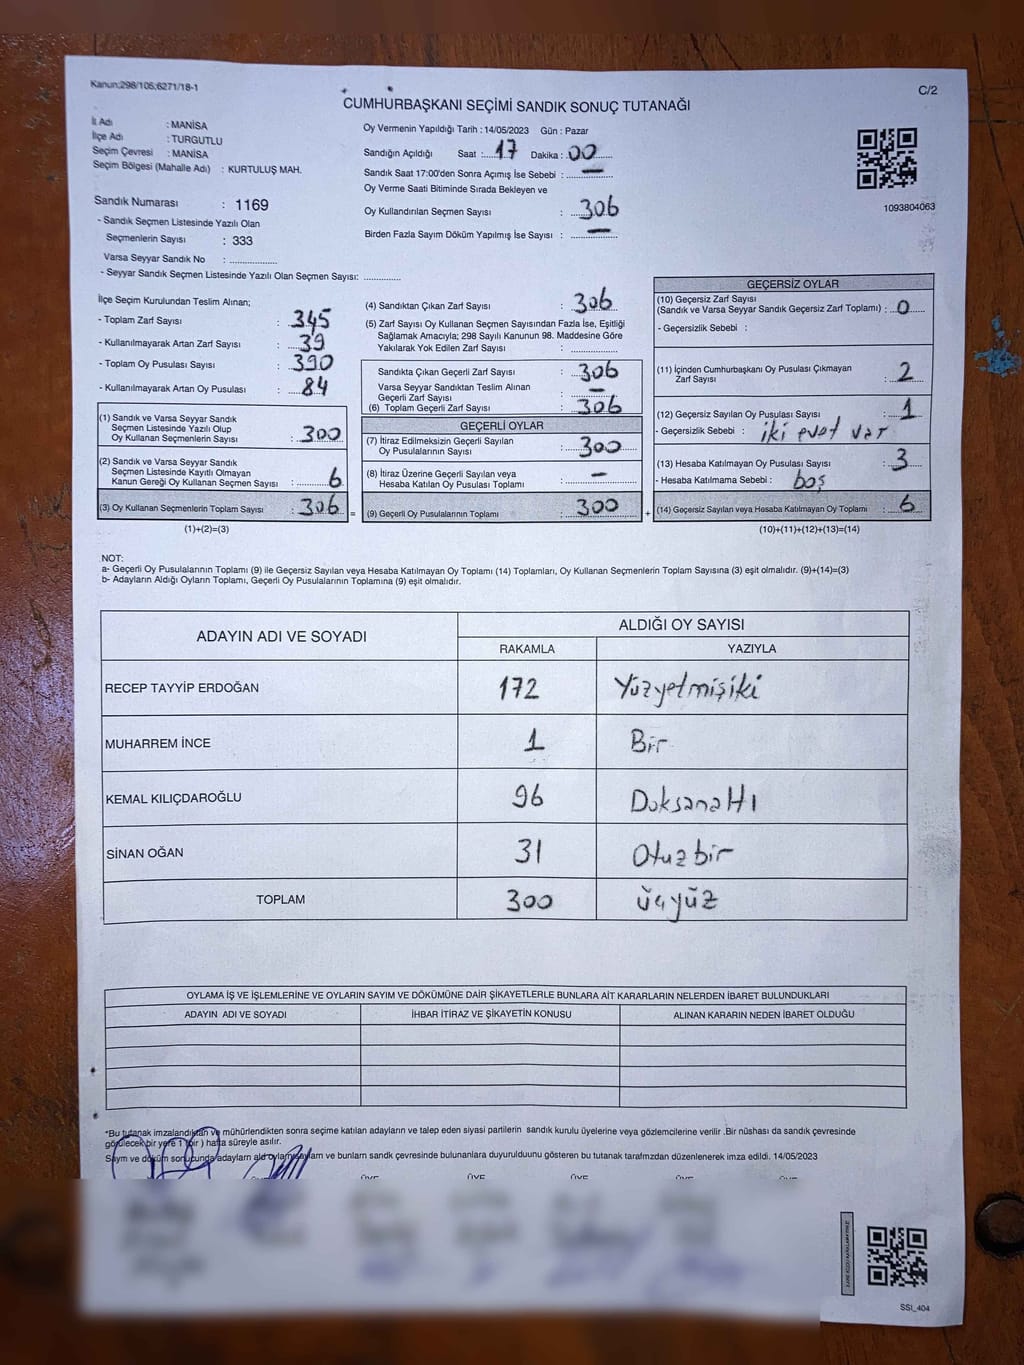 Kanun:298/105;6271/18-1
C/2
CUMHURBAŞKANI SEÇİMİ SANDIK SONUÇ TUTANAĞI
İl Adı : MANİSA
İlçe Adı : TURGUTLU
Seçim Çevresi : MANİSA
Seçim Bölgesi (Mahalle Adı) : KURTULUŞ MAH.
Sandık Numarası : 1169
- Sandık Seçmen Listesinde Yazılı Olan
Seçmenlerin Sayısı : 333
Varsa Seyyar Sandık No : ................
- Seyyar Sandık Seçmen Listesinde Yazılı Olan Seçmen Sayısı: ............
Oy Vermenin Yapıldığı Tarih : 14/05/2023 Gün : Pazar
Sandığın Açıldığı Saat : 17 Dakika : 00
Sandık Saat 17:00'den Sonra Açımış İse Sebebi : —
Oy Verme Saati Bitiminde Sırada Bekleyen ve
Oy Kullandırılan Seçmen Sayısı : 306
Birden Fazla Sayım Döküm Yapılmış İse Sayısı : —
1093804063
İlçe Seçim Kurulundan Teslim Alınan;
- Toplam Zarf Sayısı : 345
- Kullanılmayarak Artan Zarf Sayısı : 39
- Toplam Oy Pusulası Sayısı : 390
- Kullanılmayarak Artan Oy Pusulası : 84
(1) Sandık ve Varsa Seyyar Sandık
Seçmen Listesinde Yazılı Olup
Oy Kullanan Seçmenlerin Sayısı : 300
(2) Sandık ve Varsa Seyyar Sandık
Seçmen Listesinde Kayıtlı Olmayan
Kanun Gereği Oy Kullanan Seçmen Sayısı : 6
(3) Oy Kullanan Seçmenlerin Toplam Sayısı : 306
(1)+(2)=(3)
(4) Sandıktan Çıkan Zarf Sayısı : 306
(5) Zarf Sayısı Oy Kullanan Seçmen Sayısından Fazla İse, Eşitliği
Sağlamak Amacıyla; 298 Sayılı Kanunun 98. Maddesine Göre
Yakılarak Yok Edilen Zarf Sayısı : ................
Sandıkta Çıkan Geçerli Zarf Sayısı : 306
Varsa Seyyar Sandıktan Teslim Alınan
Geçerli Zarf Sayısı : —
(6) Toplam Geçerli Zarf Sayısı : 306
=
GEÇERLİ OYLAR
(7) İtiraz Edilmeksizin Geçerli Sayılan
Oy Pusulalarının Sayısı : 300
(8) İtiraz Üzerine Geçerli Sayılan veya
Hesaba Katılan Oy Pusulası Toplamı : —
(9) Geçerli Oy Pusulalarının Toplamı : 300
+
GEÇERSİZ OYLAR
(10) Geçersiz Zarf Sayısı
(Sandık ve Varsa Seyyar Sandık Geçersiz Zarf Toplamı) : 0
- Geçersizlik Sebebi :
(11) İçinden Cumhurbaşkanı Oy Pusulası Çıkmayan
Zarf Sayısı : 2
(12) Geçersiz Sayılan Oy Pusulası Sayısı : 1
- Geçersizlik Sebebi : iki evet var
(13) Hesaba Katılmayan Oy Pusulası Sayısı : 3
- Hesaba Katılmama Sebebi : boş
(14) Geçersiz Sayılan veya Hesaba Katılmayan Oy Toplamı : 6
(10)+(11)+(12)+(13)=(14)
NOT:
a- Geçerli Oy Pusulalarının Toplamı (9) ile Geçersiz Sayılan veya Hesaba Katılmayan Oy Toplamı (14) Toplamları, Oy Kullanan Seçmenlerin Toplam Sayısına (3) eşit olmalıdır. (9)+(14)=(3)
b- Adayların Aldığı Oyların Toplamı, Geçerli Oy Pusulalarının Toplamına (9) eşit olmalıdır.
ADAYIN ADI VE SOYADI
ALDIĞI OY SAYISI
RAKAMLA YAZIYLA
RECEP TAYYİP ERDOĞAN 172 Yüzyetmişiki
MUHARREM İNCE 1 Bir
KEMAL KILIÇDAROĞLU 96 Doksanaltı
SİNAN OĞAN 31 Otuzbir
TOPLAM 300 üçyüz
OYLAMA İŞ VE İŞLEMLERİNE VE OYLARIN SAYIM VE DÖKÜMÜNE DAİR ŞİKAYETLERLE BUNLARA AİT KARARLARIN NELERDEN İBARET BULUNDUKLARI
ADAYIN ADI VE SOYADI İHBAR İTİRAZ VE ŞİKAYETİN KONUSU ALINAN KARARIN NEDEN İBARET OLDUĞU
*Bu tutanak imzalandıktan ve mühürlendikten sonra seçime katılan adayların ve talep eden siyasi partilerin sandık kurulu üyelerine veya gözlemcilerine verilir .Bir nüshası da sandık çevresinde
görülecek bir yere 1 (bir ) hafta süreyle asılır.
Sayım ve döküm sonucunda adayların aldığı oyların sayım ve bunların sandık çevresinde bulunanlara duyurulduunu gösteren bu tutanak tarafımzdan düzenlenerek imza edildi. 14/05/2023
ÜYE ÜYE ÜYE ÜYE ÜYE
SSI_404